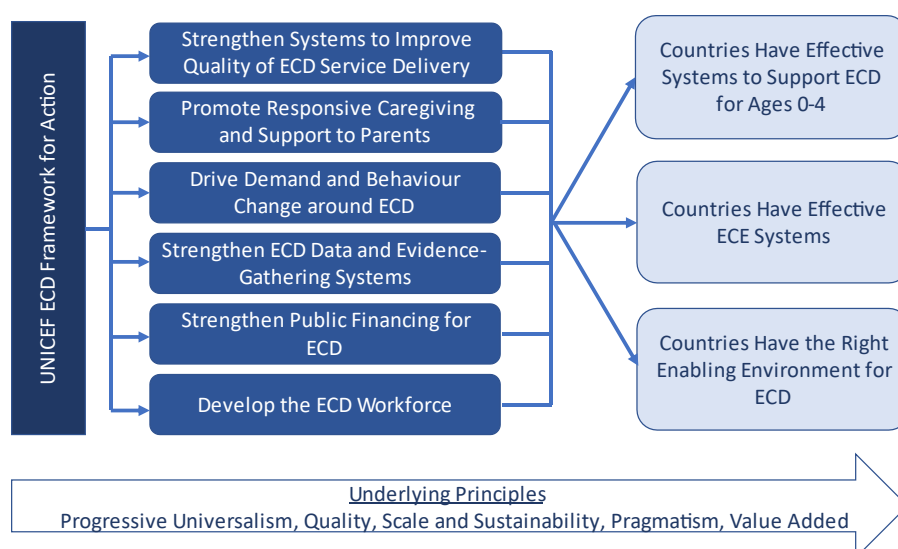 UNICEF ECD Framework for Action
Strengthen Systems to Improve
Quality of ECD Service Delivery
Promote Responsive Caregiving
and Support to Parents
Drive Demand and Behaviour
Change around ECD
Strengthen ECD Data and Evidence-
Gathering Systems
Strengthen Public Financing for
ECD
Develop the ECD Workforce
Countries Have Effective
Systems to Support ECD
for Ages 0-4
Countries Have Effective
ECE Systems
Countries Have the Right
Enabling Environment for
ECD
Underlying Principles
Progressive Universalism, Quality, Scale and Sustainability, Pragmatism, Value Added